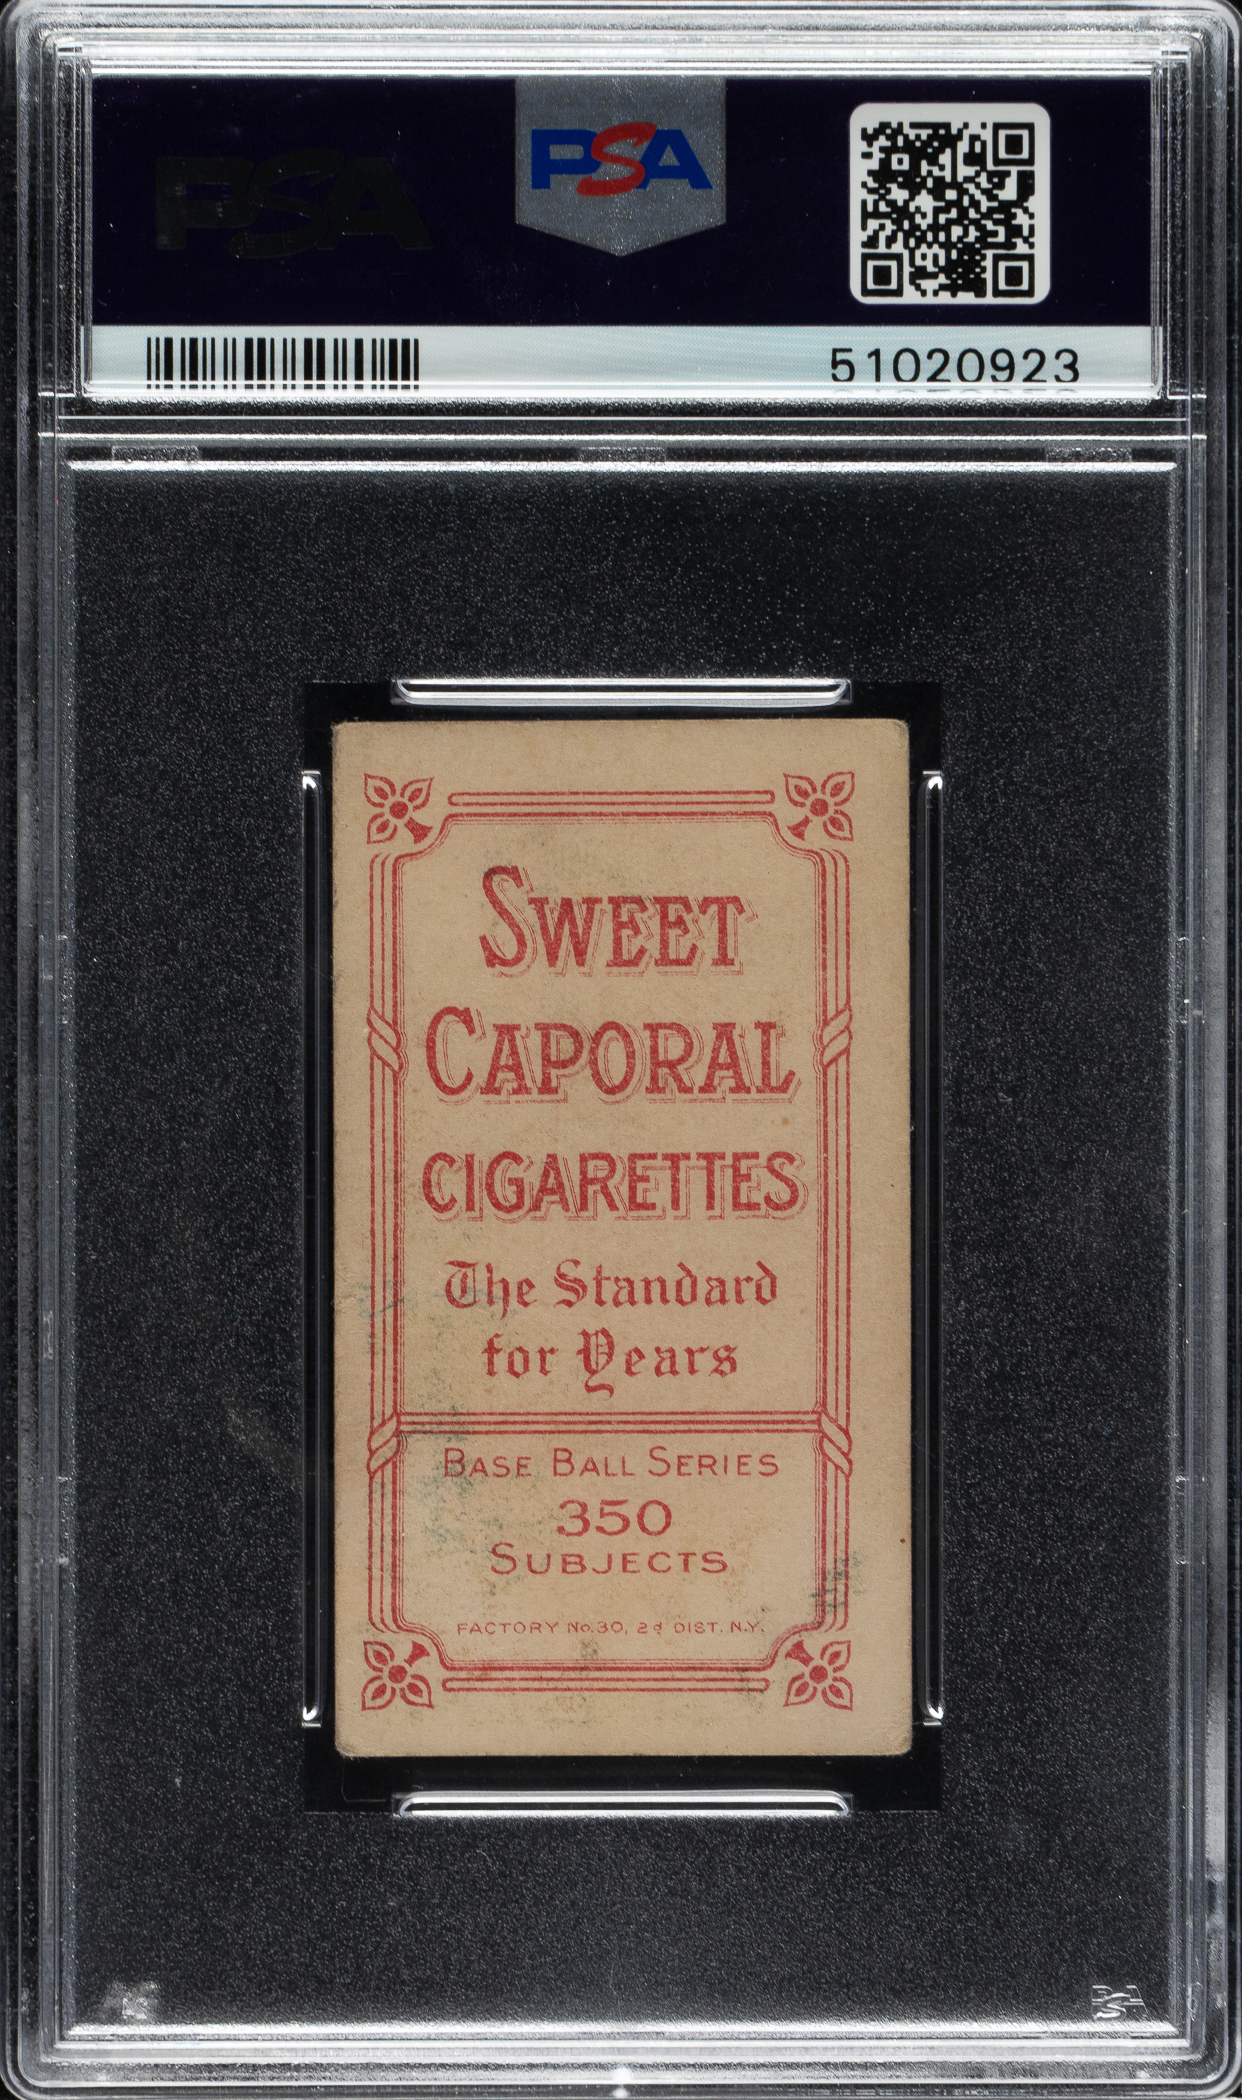 PSA
PSA
51020923
SWEET
CAPORAL
CIGARETTES
The Standard
for Years
BASE BALL SERIES
350
SUBJECTS
FACTORY No. 30, 2d DIST. N.Y.
PSA